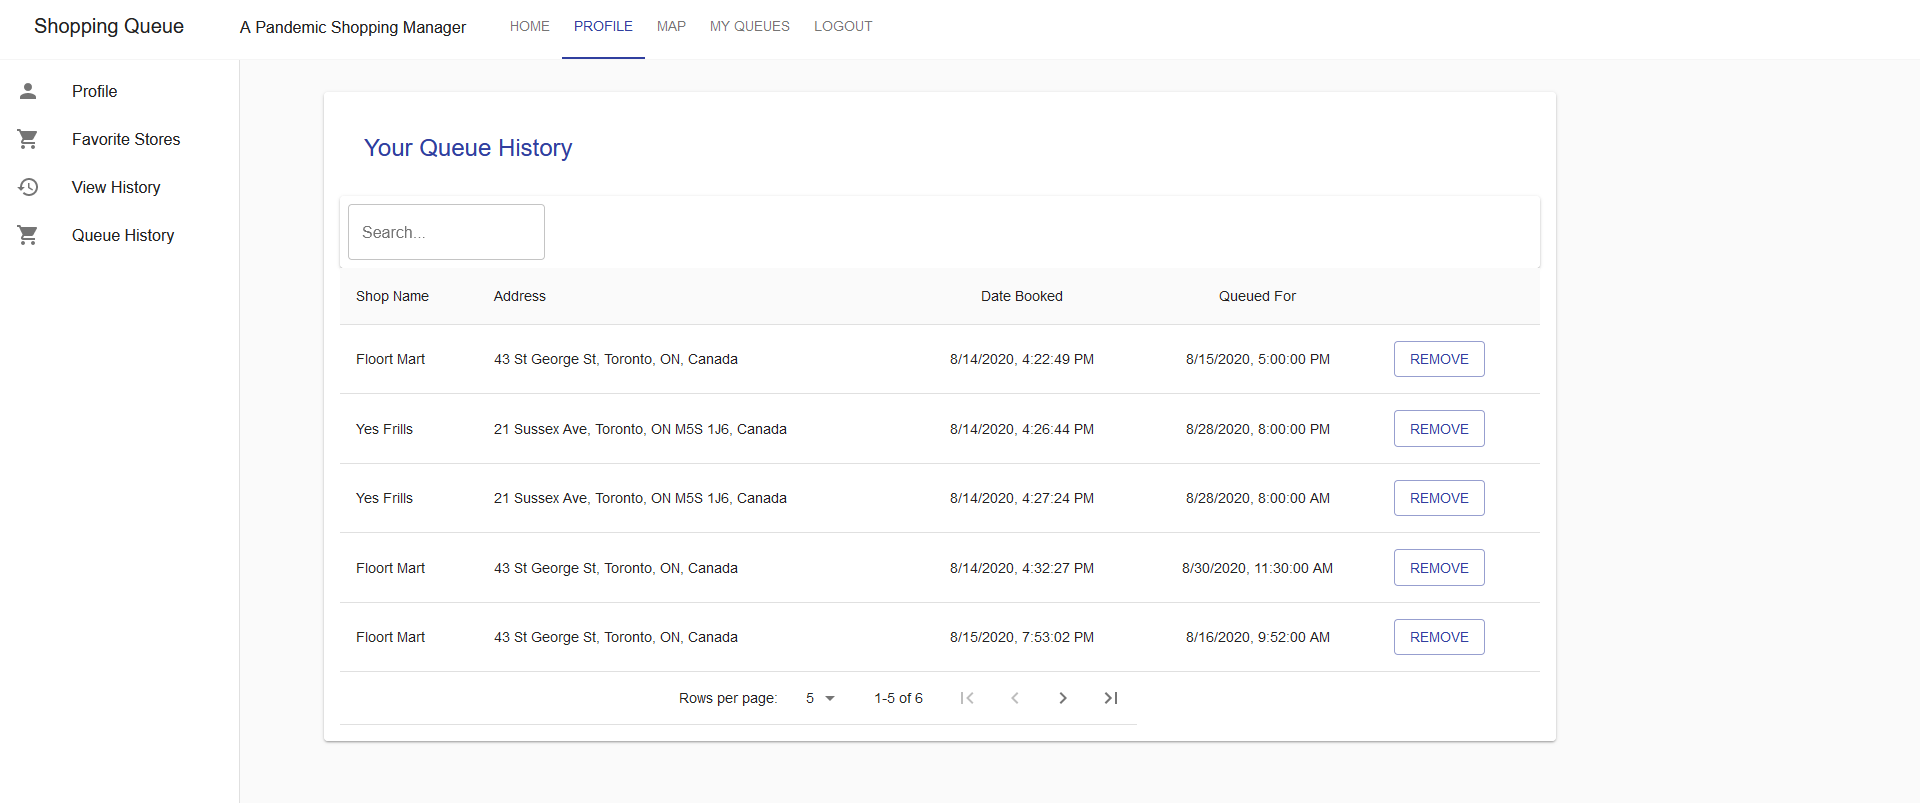 Shopping Queue A Pandemic Shopping Manager HOME PROFILE MAP MY QUEUES LOGOUT
Profile
Favorite Stores
View History
Queue History
Your Queue History
Search...
Shop Name Address Date Booked Queued For
Floort Mart 43 St George St, Toronto, ON, Canada 8/14/2020, 4:22:49 PM 8/15/2020, 5:00:00 PM REMOVE
Yes Frills 21 Sussex Ave, Toronto, ON M5S 1J6, Canada 8/14/2020, 4:26:44 PM 8/28/2020, 8:00:00 PM REMOVE
Yes Frills 21 Sussex Ave, Toronto, ON M5S 1J6, Canada 8/14/2020, 4:27:24 PM 8/28/2020, 8:00:00 AM REMOVE
Floort Mart 43 St George St, Toronto, ON, Canada 8/14/2020, 4:32:27 PM 8/30/2020, 11:30:00 AM REMOVE
Floort Mart 43 St George St, Toronto, ON, Canada 8/15/2020, 7:53:02 PM 8/16/2020, 9:52:00 AM REMOVE
Rows per page: 5 1-5 of 6